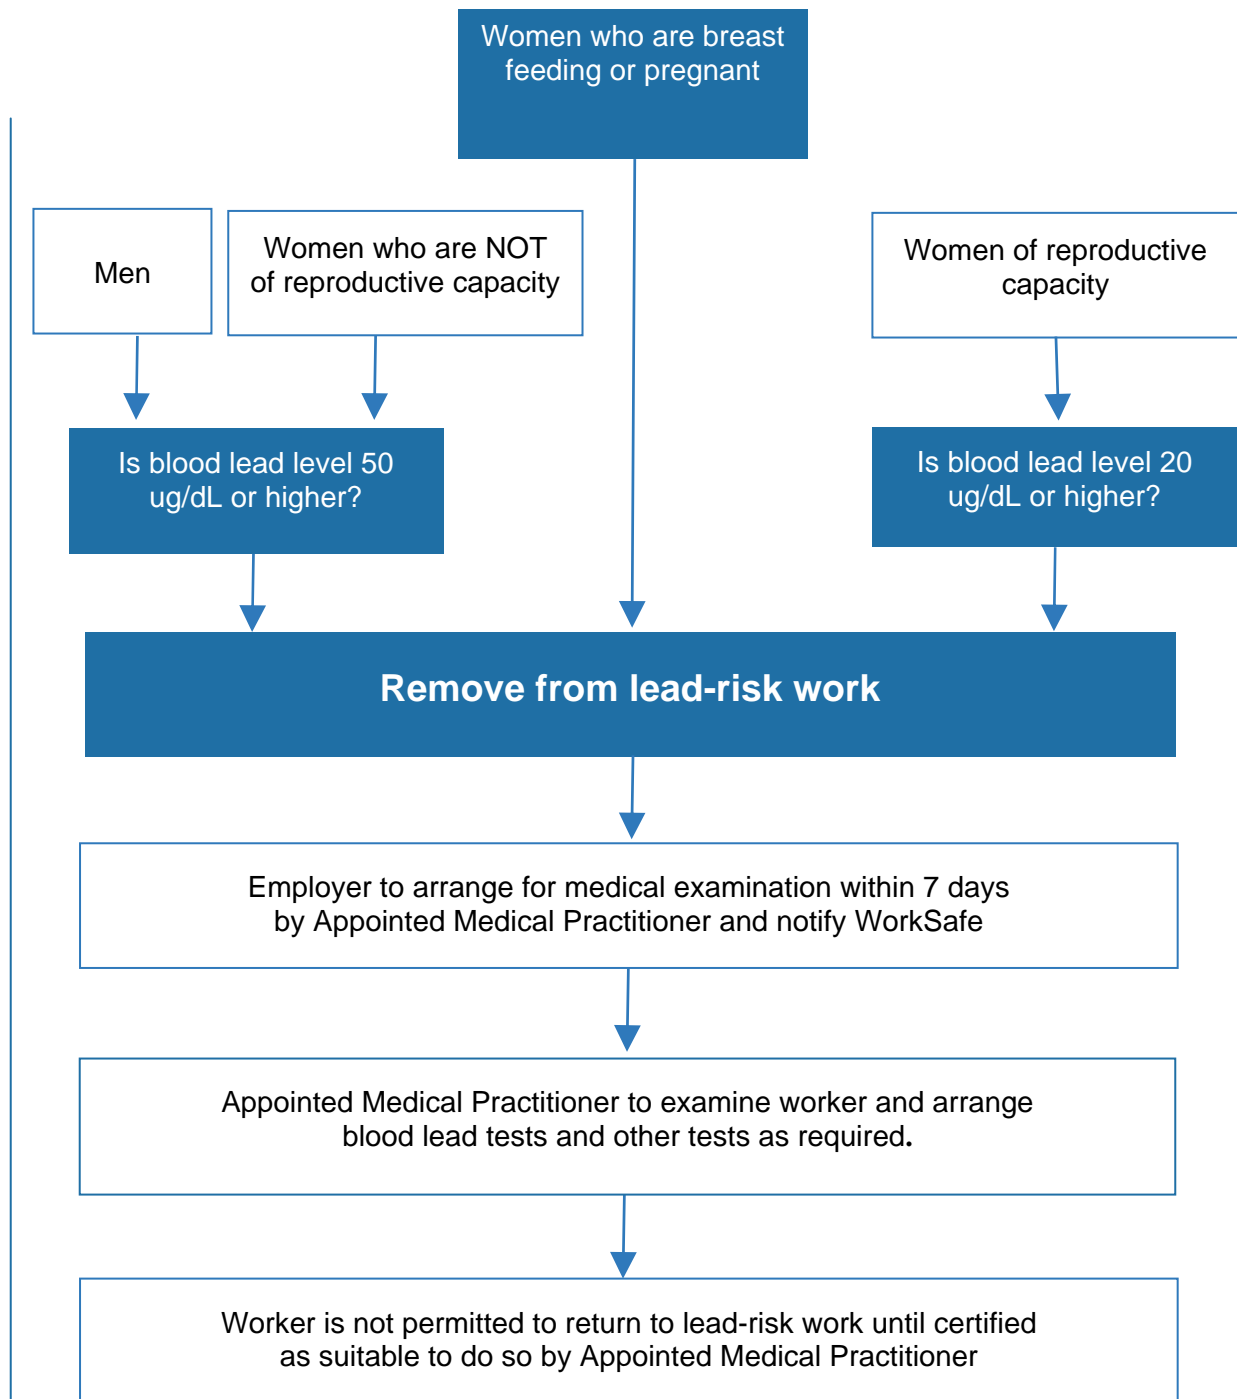 Women who are breast
feeding or pregnant
Men
Women who are NOT
of reproductive capacity
Women of reproductive
capacity
Is blood lead level 50
ug/dL or higher?
Is blood lead level 20
ug/dL or higher?
Remove from lead-risk work
Employer to arrange for medical examination within 7 days
by Appointed Medical Practitioner and notify WorkSafe
Appointed Medical Practitioner to examine worker and arrange
blood lead tests and other tests as required.
Worker is not permitted to return to lead-risk work until certified
as suitable to do so by Appointed Medical Practitioner